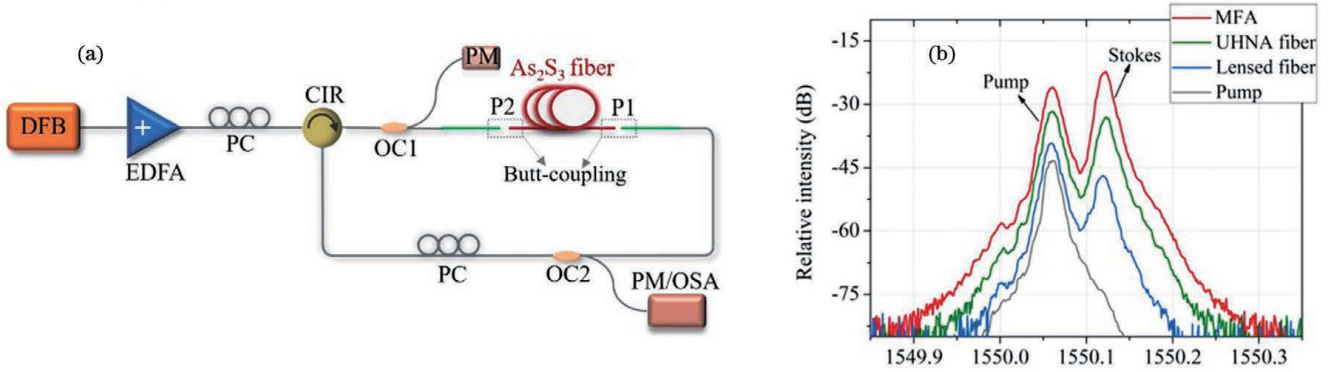 (a)
PM
As₂S₃ fiber
CIR
P2
P1
DFB
+
PC
OC1
EDFA
Butt-coupling
PC
OC2
PM/OSA
(b)
MFA
UHNA fiber
Lensed fiber
Pump
Stokes
Pump
Relative intensity (dB)
-15
-30
-45
-60
-75
1549.9
1550.0
1550.1
1550.2
1550.3